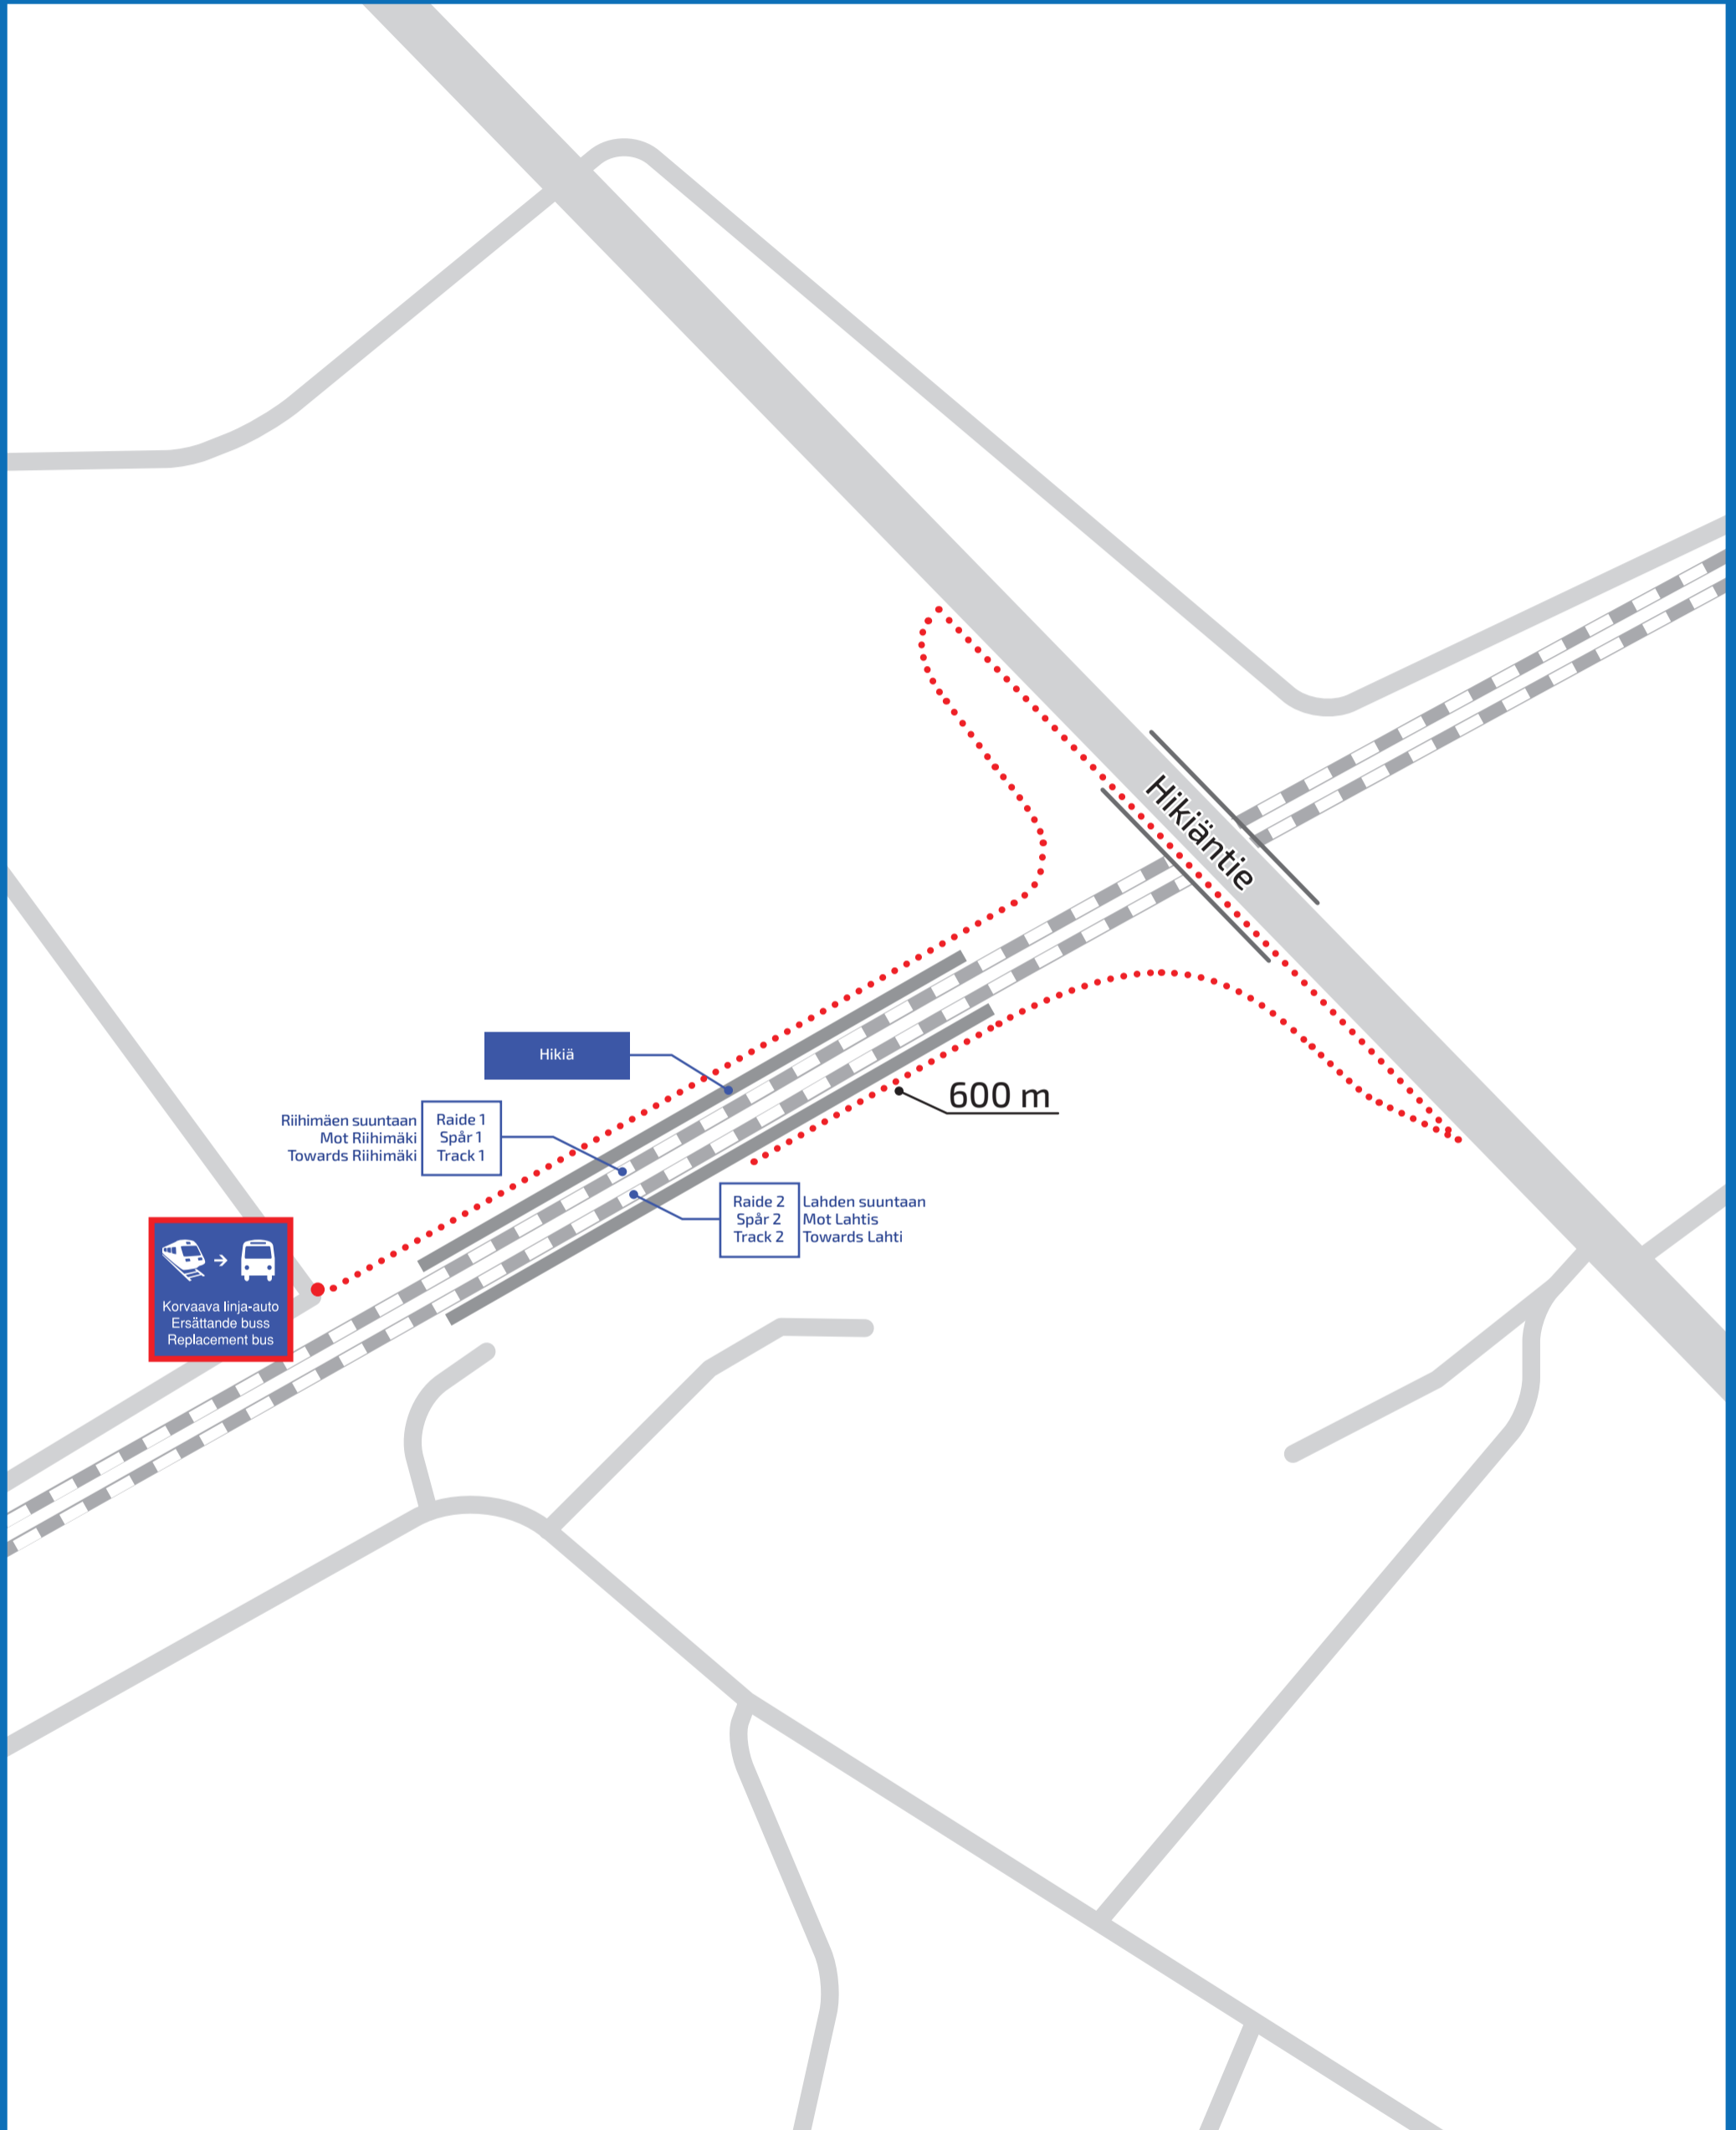 Hikiäntie
Hikiä
600 m
Riihimäen suuntaan
Mot Riihimäki
Towards Riihimäki
Raide 1
Spår 1
Track 1
Raide 2
Spår 2
Track 2
Lahden suuntaan
Mot Lahtis
Towards Lahti
Korvaava linja-auto
Ersättande buss
Replacement bus